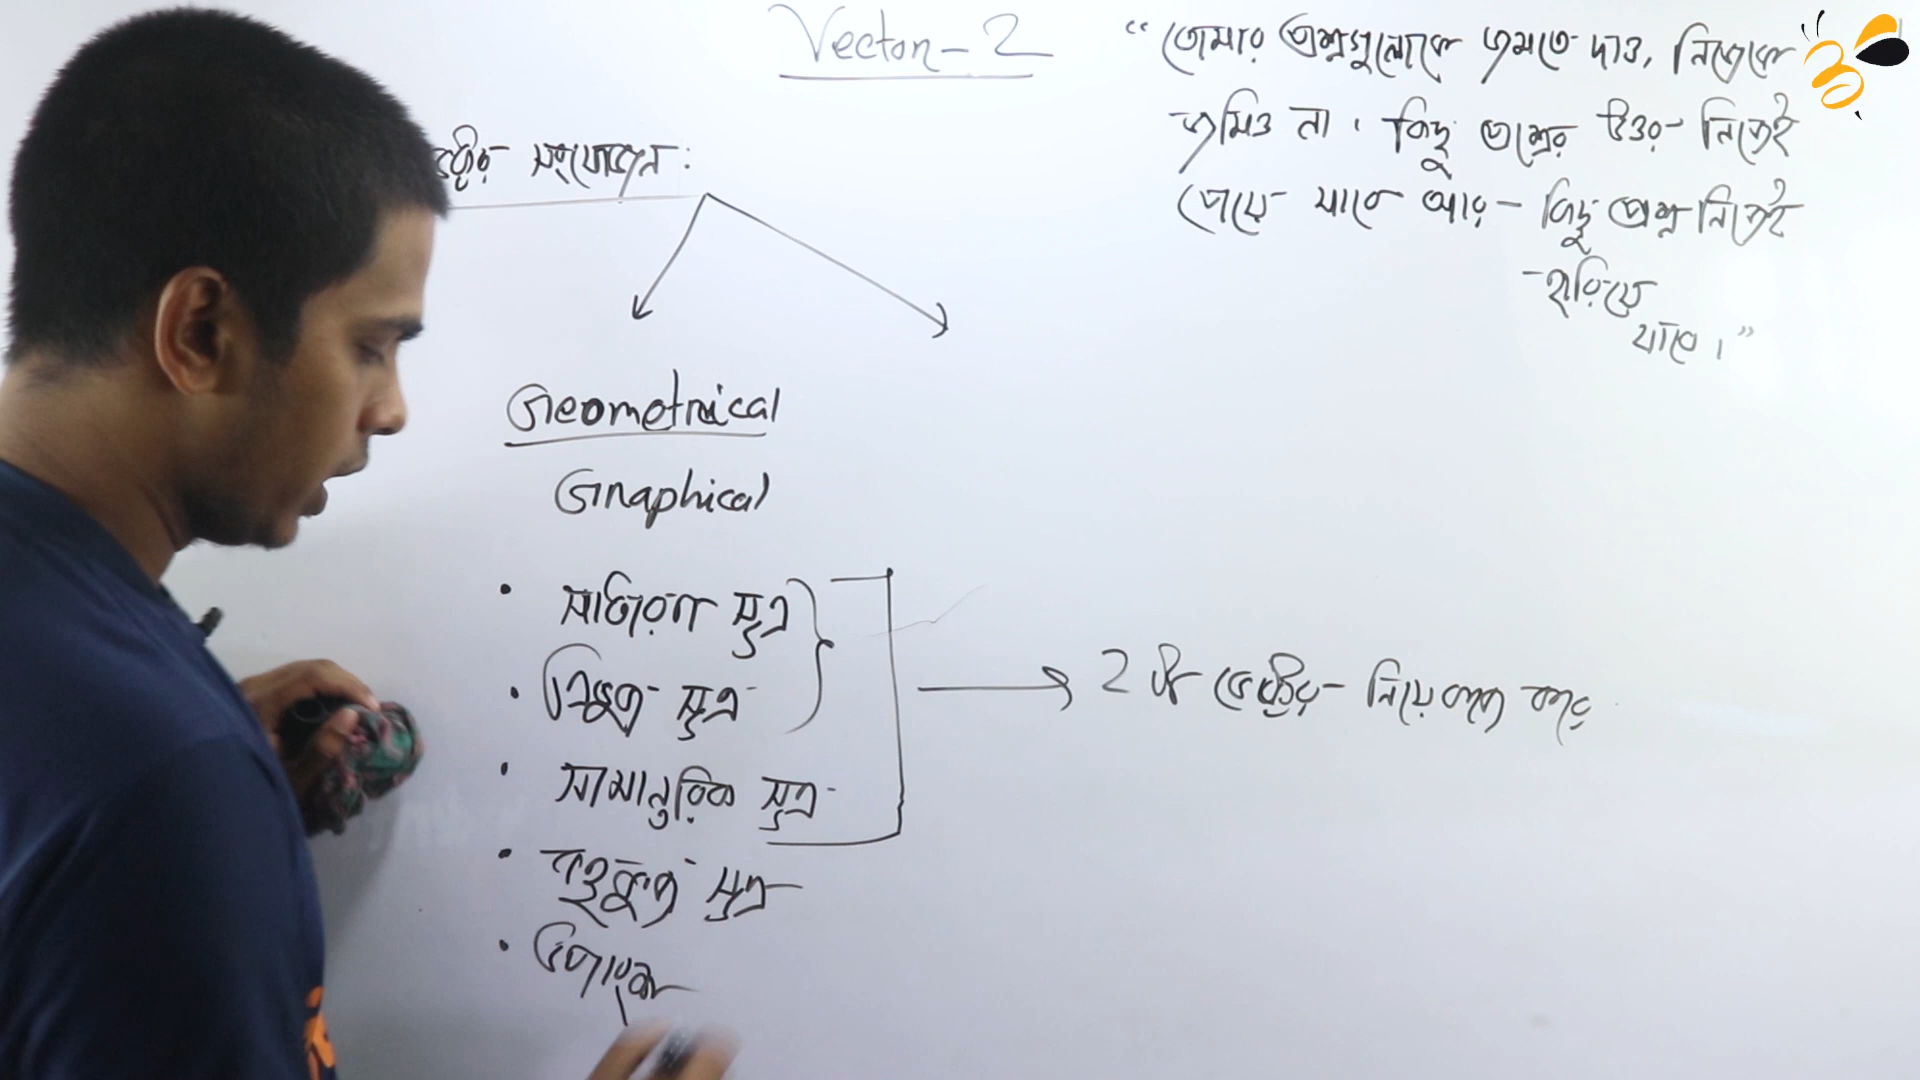 Vector-2
"তোমার প্রশ্নগুলোকে জমতে দাও, নিজেকে
জমিও না। কিছু প্রশ্নের উত্তর নিজেই
পেয়ে যাবে আর কিছু প্রশ্ন নিজেই
হারিয়ে
যাবে।"
সংযোজন:
Geometrical
Graphical
• সাধারণ সূত্র
• ত্রিভুজ সূত্র
• সামান্তরিক সূত্র
2 টি ভেক্টর নিয়ে কাজ করে
• বহুভুজ সূত্র
• উপাংশ